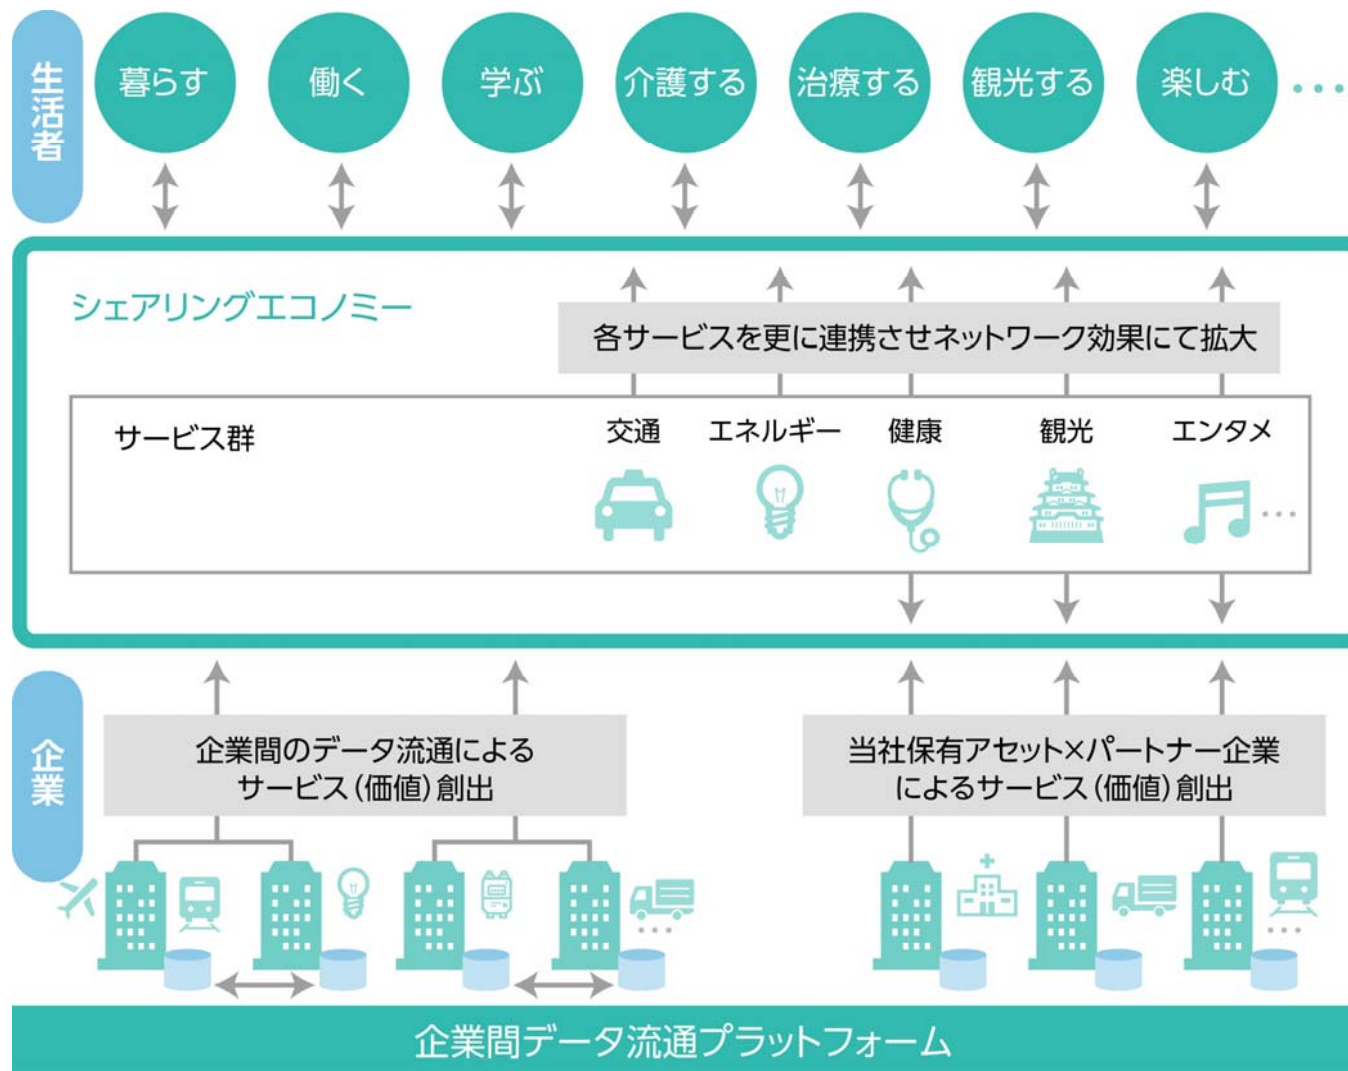 生活者
暮らす
働く
学ぶ
介護する
治療する
観光する
楽しむ
シェアリングエコノミー
各サービスを更に連携させネットワーク効果にて拡大
サービス群
交通
エネルギー
健康
観光
エンタメ
企業
企業間のデータ流通による
サービス(価値)創出
当社保有アセット×パートナー企業
によるサービス(価値)創出
企業間データ流通プラットフォーム